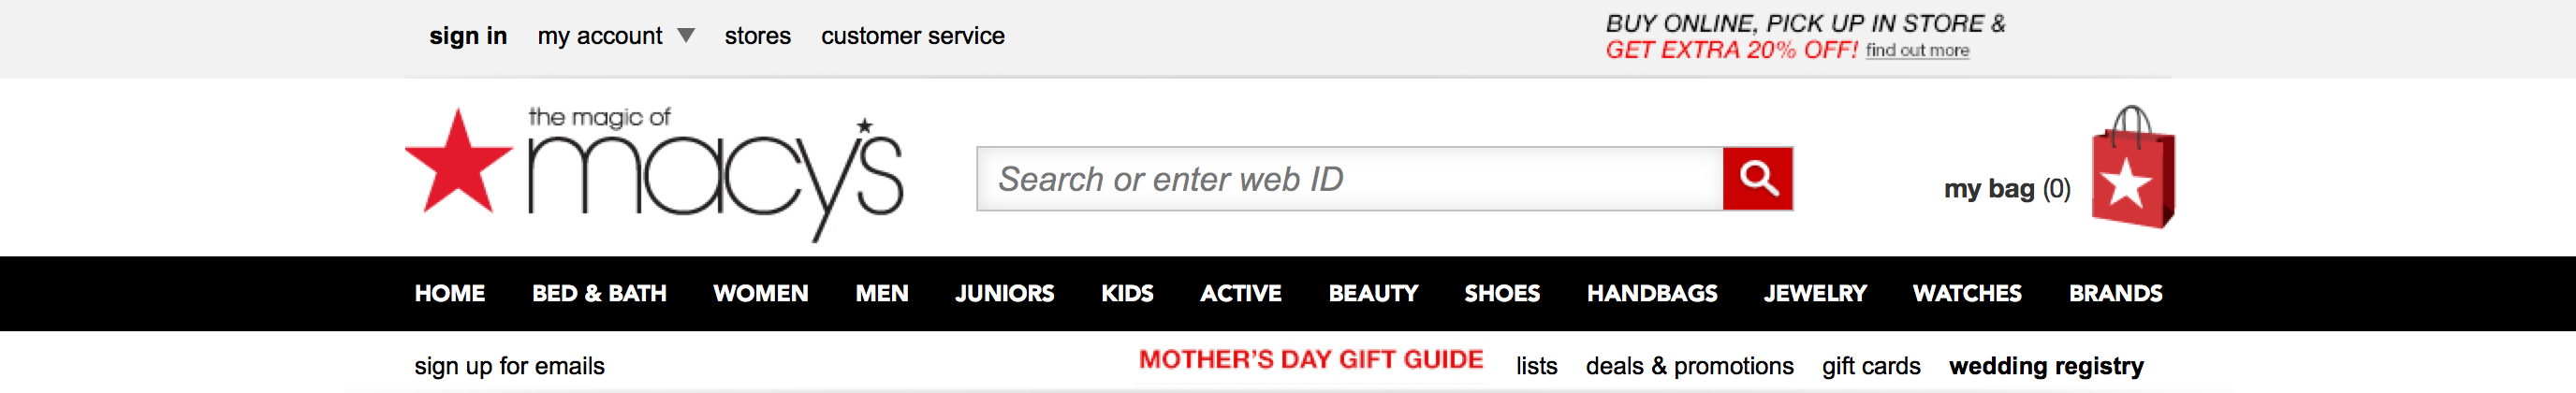 sign in my account stores customer service
BUY ONLINE, PICK UP IN STORE &
GET EXTRA 20% OFF! find out more
the magic of
macy's
Search or enter web ID
my bag (0)
HOME BED & BATH WOMEN MEN JUNIORS KIDS ACTIVE BEAUTY SHOES HANDBAGS JEWELRY WATCHES BRANDS
sign up for emails MOTHER'S DAY GIFT GUIDE lists deals & promotions gift cards wedding registry